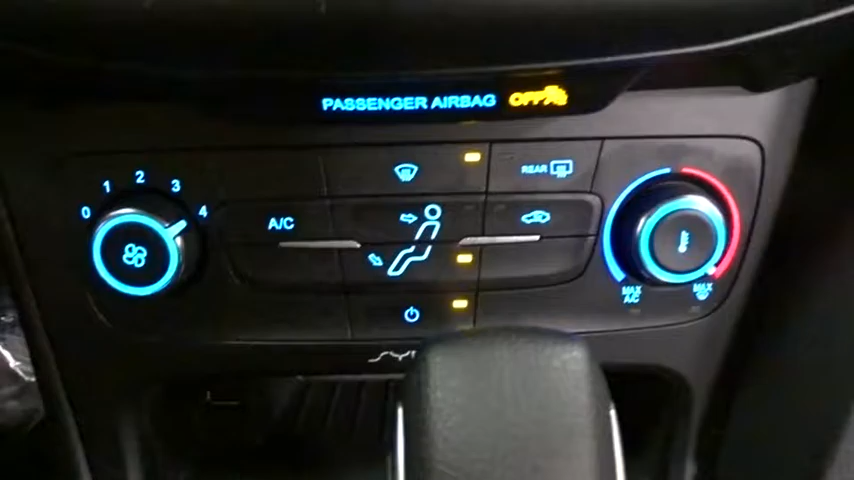 PASSENGER AIRBAG OFF
0 1 2 3 4
REAR
A/C
MAX A/C
MAX